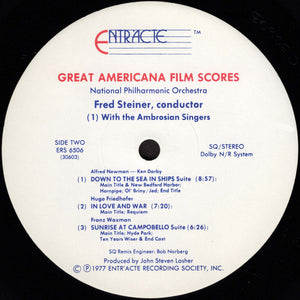 ENTRACTE ™
GREAT AMERICANA FILM SCORES
National Philharmonic Orchestra
Fred Steiner, conductor
(1) With the Ambrosian Singers
SIDE TWO
ERS 6506
(30603)
SQ/STEREO
Dolby N/R System
Alfred Newman – Ken Darby
(1) DOWN TO THE SEA IN SHIPS Suite (8:57):
Main Title & New Bedford Harbor;
Hornpipe; Ol' Briny/Jed; End Title
Hugo Friedhofer
(2) IN LOVE AND WAR (7:20):
Main Title; Requiem
Franz Waxman
(3) SUNRISE AT CAMPOBELLO Suite (6:26):
Main Title; Hyde Park;
Ten Years Wiser & End Cast
SQ Remix Engineer: Bob Norberg
Produced by John Steven Lasher
© Ⓟ 1977 ENTR'ACTE RECORDING SOCIETY, INC.